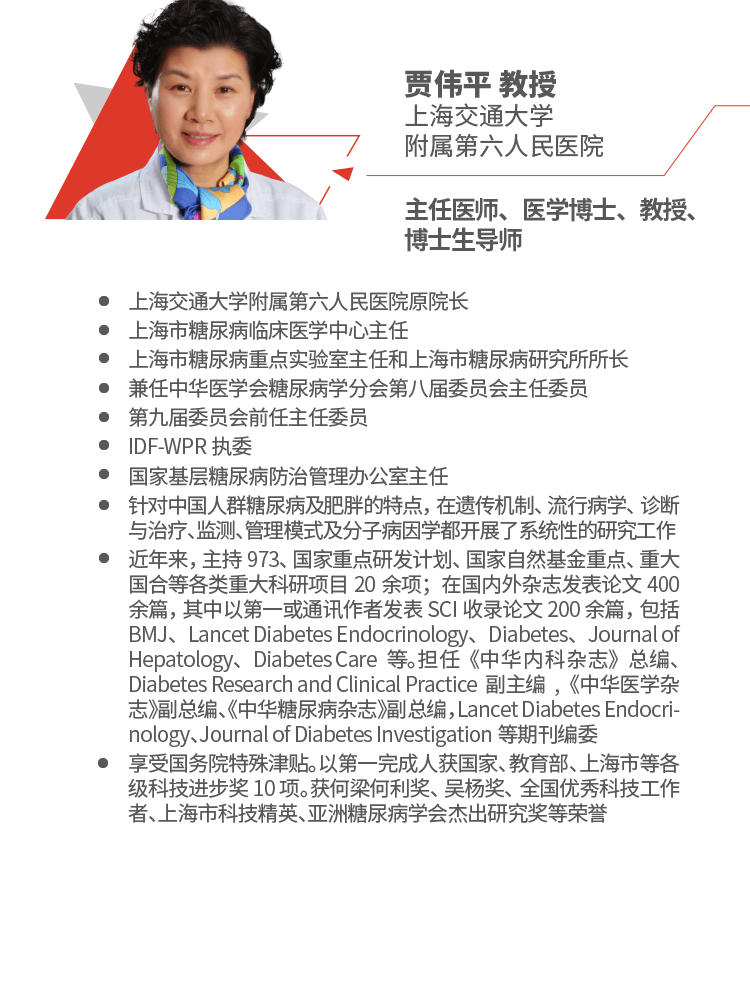 贾伟平 教授
上海交通大学
附属第六人民医院
主任医师、医学博士、教授、
博士生导师
● 上海交通大学附属第六人民医院原院长
● 上海市糖尿病临床医学中心主任
● 上海市糖尿病重点实验室主任和上海市糖尿病研究所所长
● 兼任中华医学会糖尿病学分会第八届委员会主任委员
● 第九届委员会前任主任委员
● IDF-WPR 执委
● 国家基层糖尿病防治管理办公室主任
● 针对中国人群糖尿病及肥胖的特点，在遗传机制、流行病学、诊断
与治疗、监测、管理模式及分子病因学都开展了系统性的研究工作
● 近年来，主持 973、国家重点研发计划、国家自然基金重点、重大
国合等各类重大科研项目 20 余项；在国内外杂志发表论文 400
余篇，其中以第一或通讯作者发表 SCI 收录论文 200 余篇，包括
BMJ、Lancet Diabetes Endocrinology、Diabetes、Journal of
Hepatology、Diabetes Care 等。担任《中华内科杂志》总编、
Diabetes Research and Clinical Practice 副主编 ,《中华医学杂
志》副总编、《中华糖尿病杂志》副总编，Lancet Diabetes Endocri-
nology、Journal of Diabetes Investigation 等期刊编委
● 享受国务院特殊津贴。以第一完成人获国家、教育部、上海市等各
级科技进步奖 10 项。获何梁何利奖、吴杨奖、全国优秀科技工作
者、上海市科技精英、亚洲糖尿病学会杰出研究奖等荣誉